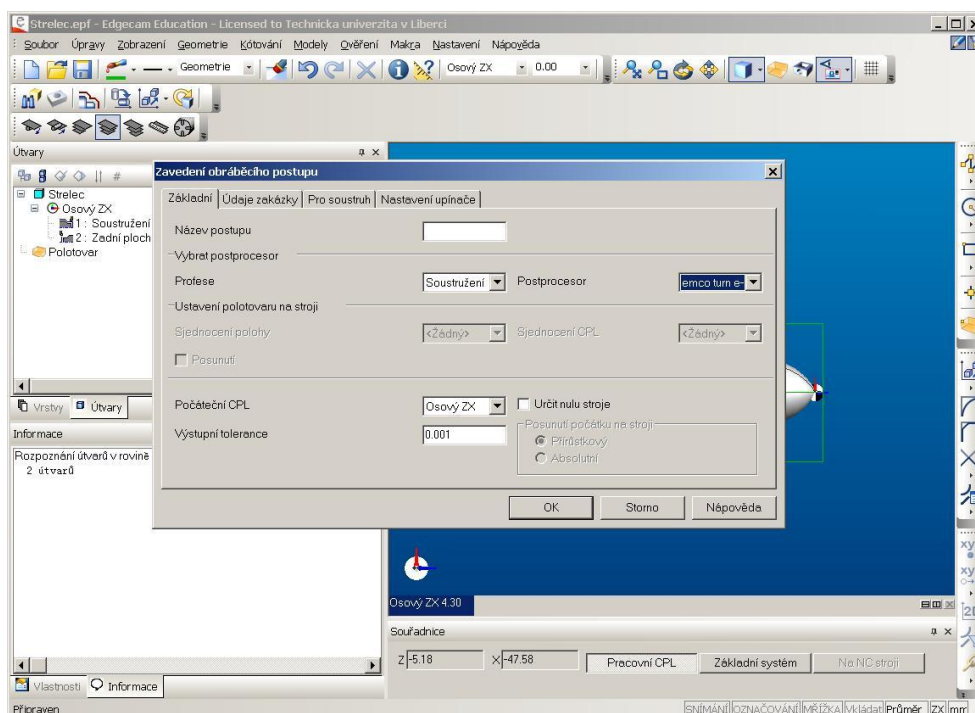 Strelec.epf - Edgecam Education - Licensed to Technicka univerzita v Liberci
Soubor Úpravy Zobrazení Geometrie Kótování Modely Ověření Makra Nastavení Nápověda
Geometrie Osový ZX 0.00
Útvary
Strelec
Osový ZX
1 : Soustružení
2 : Zadní ploch
Polotovar
Vrstvy Útvary
Informace
Rozpoznání útvarů v rovině
2 útvarů
Vlastnosti Informace
Zavedení obráběcího postupu
Základní Údaje zakázky Pro soustruh Nastavení upínače
Název postupu
Vybrat postprocesor
Profese Soustružení Postprocesor emco turn e-
Ustavení polotovaru na stroji
Sjednocení polohy <Žádný> Sjednocení CPL <Žádný>
Posunutí
Počáteční CPL Osový ZX Určit nulu stroje
Výstupní tolerance 0.001 Posunutí počátku na stroji
Přírůstkový
Absolutní
OK Storno Nápověda
Osový ZX 4.30
Souřadnice
Z -5.18 X -47.58 Pracovní CPL Základní systém Na NC stroji
Připraven SNÍMÁNÍ OZNAČOVÁNÍ MŘÍŽKA Vkládat Průměr ZX mm